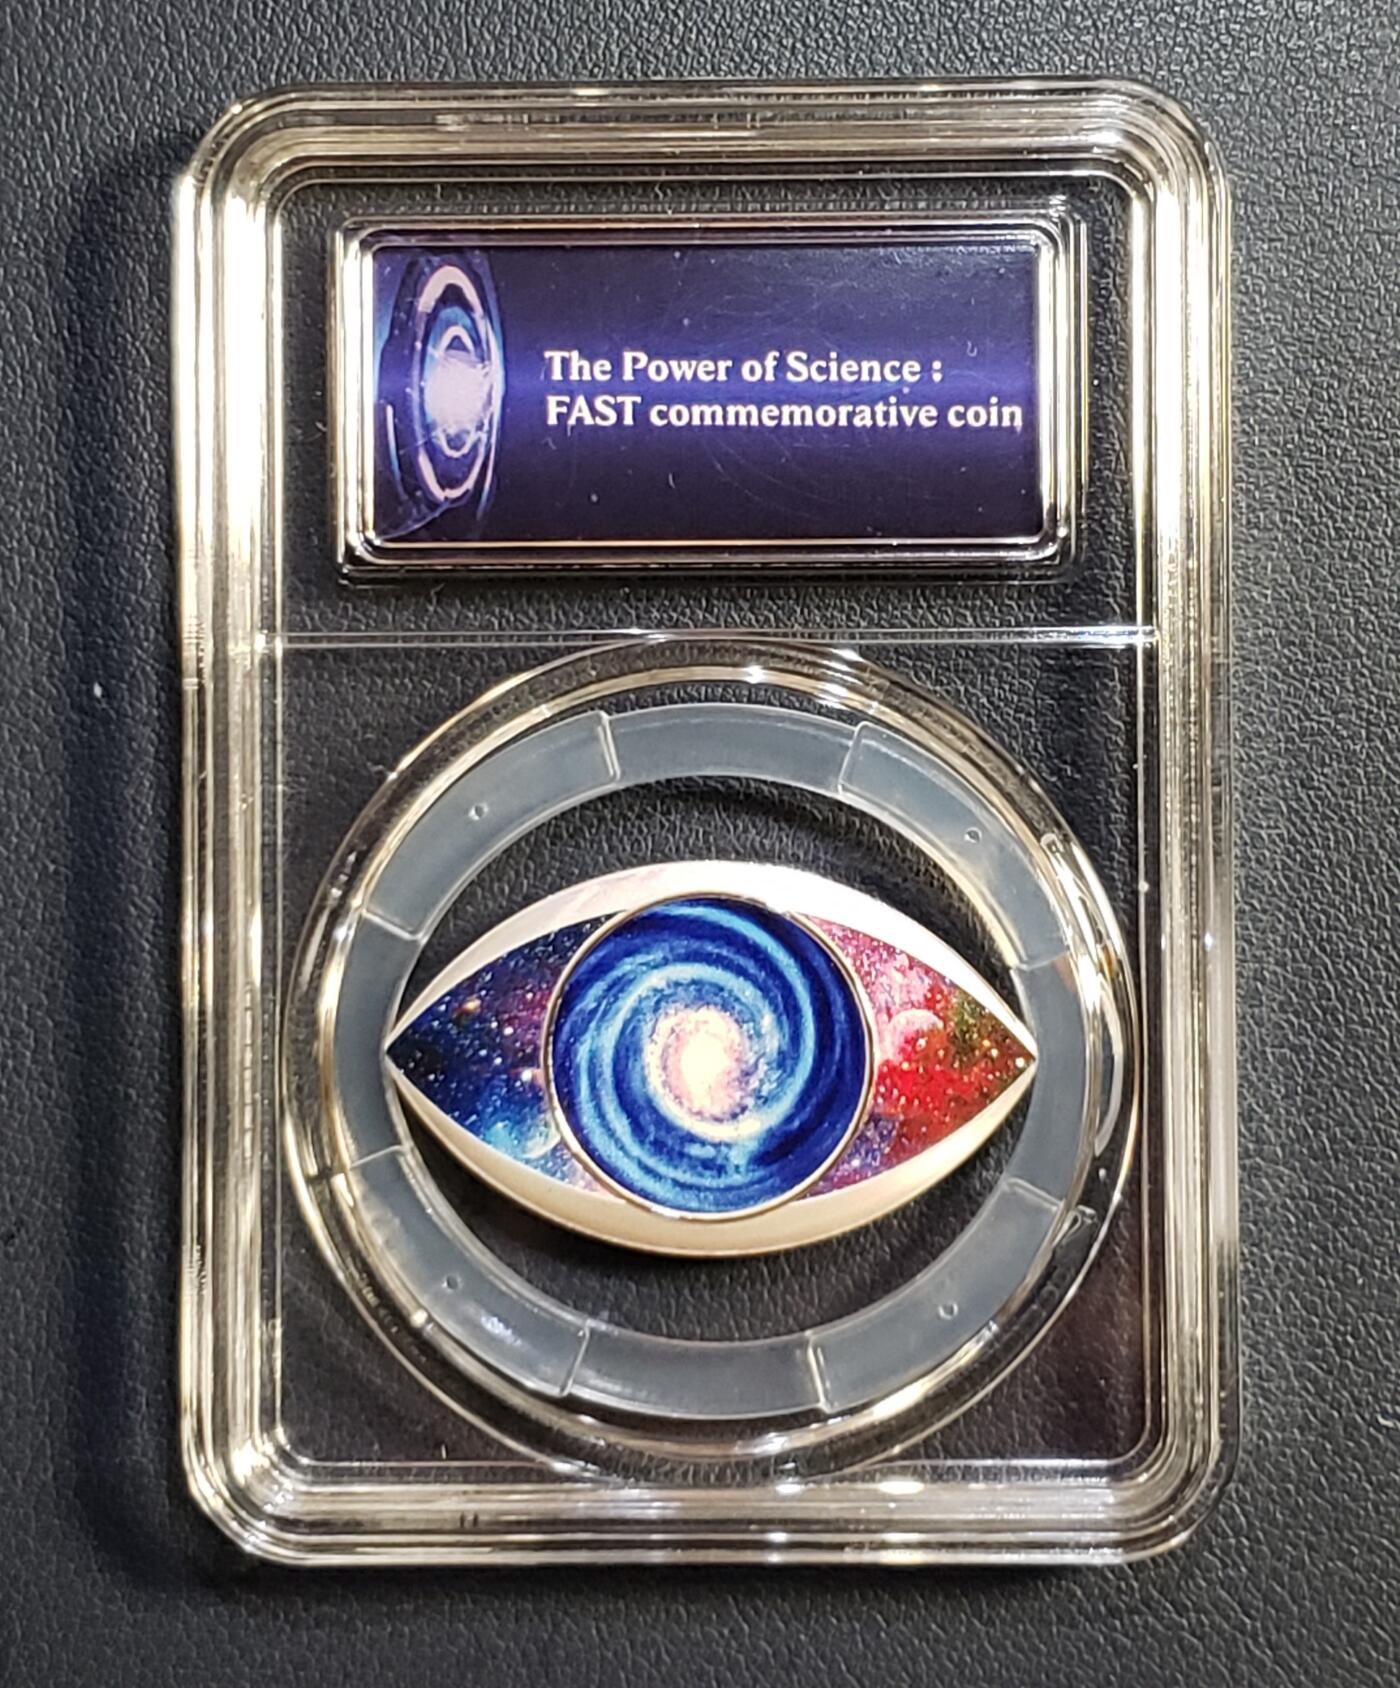 The Power of Science :
FAST commemorative coin